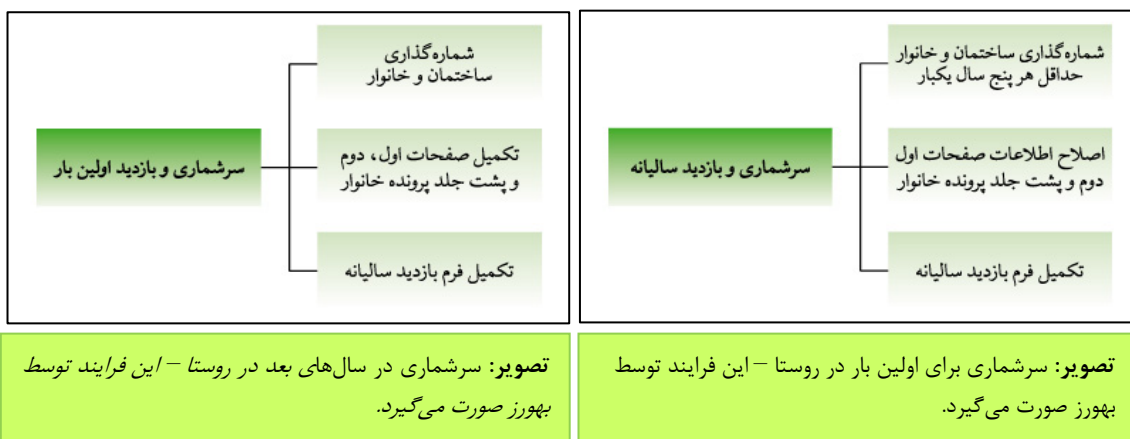 سرشماری و بازدید سالیانه
شماره‌گذاری ساختمان و خانوار
حداقل هر پنج سال یکبار
اصلاح اطلاعات صفحات اول
دوم و پشت جلد پرونده خانوار
تکمیل فرم بازدید سالیانه
تصویر: سرشماری برای اولین بار در روستا – این فرایند توسط
بهورز صورت می‌گیرد.
سرشماری و بازدید اولین بار
شماره‌گذاری
ساختمان و خانوار
تکمیل صفحات اول، دوم
و پشت جلد پرونده خانوار
تکمیل فرم بازدید سالیانه
تصویر: سرشماری در سال‌های بعد در روستا – این فرایند توسط
بهورز صورت می‌گیرد.